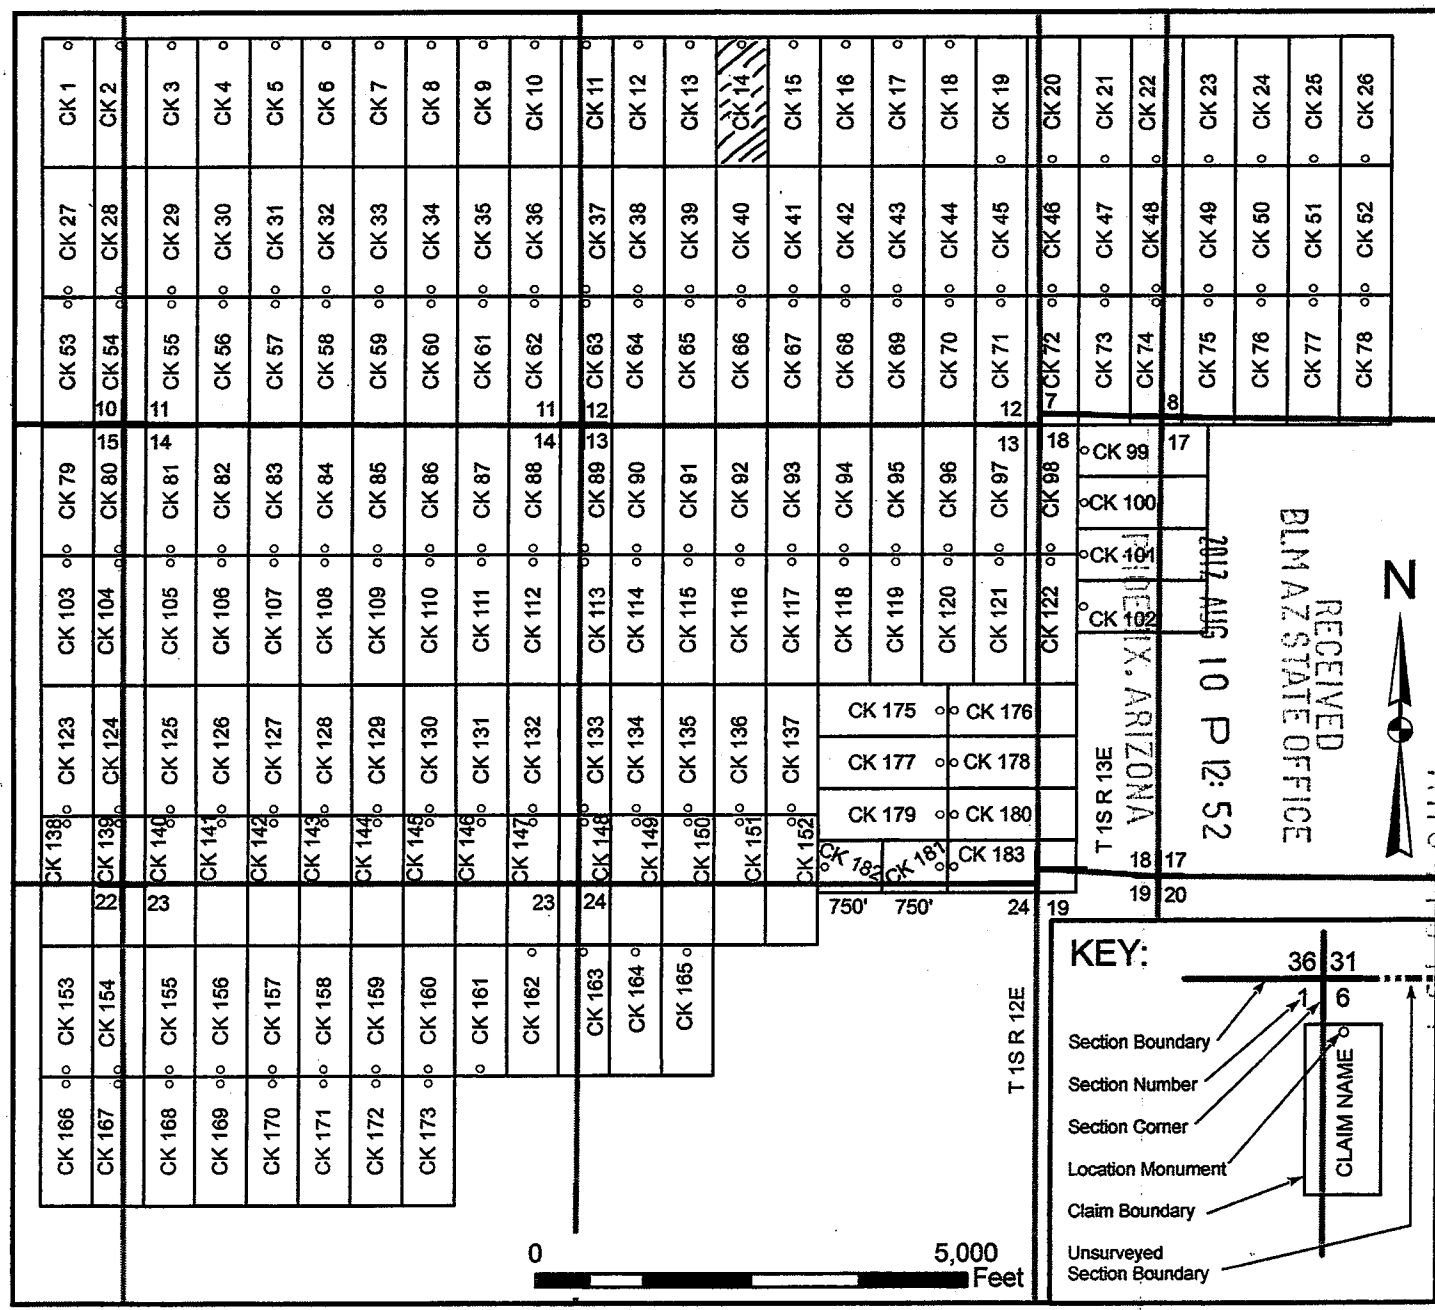 CK 1 CK 2 CK 3 CK 4 CK 5 CK 6 CK 7 CK 8 CK 9 CK 10 CK 11 CK 12 CK 13 CK 14 CK 15 CK 16 CK 17 CK 18 CK 19 CK 20 CK 21 CK 22 CK 23 CK 24 CK 25 CK 26
CK 27 CK 28 CK 29 CK 30 CK 31 CK 32 CK 33 CK 34 CK 35 CK 36 CK 37 CK 38 CK 39 CK 40 CK 41 CK 42 CK 43 CK 44 CK 45 CK 46 CK 47 CK 48 CK 49 CK 50 CK 51 CK 52
CK 53 CK 54 CK 55 CK 56 CK 57 CK 58 CK 59 CK 60 CK 61 CK 62 CK 63 CK 64 CK 65 CK 66 CK 67 CK 68 CK 69 CK 70 CK 71 CK 72 CK 73 CK 74 CK 75 CK 76 CK 77 CK 78
10 11 11 12 12 7 8
15 14 14 13 13 18 17
CK 79 CK 80 CK 81 CK 82 CK 83 CK 84 CK 85 CK 86 CK 87 CK 88 CK 89 CK 90 CK 91 CK 92 CK 93 CK 94 CK 95 CK 96 CK 97 CK 98
CK 99
CK 100
CK 101
CK 102
CK 103 CK 104 CK 105 CK 106 CK 107 CK 108 CK 109 CK 110 CK 111 CK 112 CK 113 CK 114 CK 115 CK 116 CK 117 CK 118 CK 119 CK 120 CK 121 CK 122
RECEIVED
BLM AZ STATE OFFICE
2017 AUG 10 P 12: 52
PHOENIX, ARIZONA
N
CK 123 CK 124 CK 125 CK 126 CK 127 CK 128 CK 129 CK 130 CK 131 CK 132 CK 133 CK 134 CK 135 CK 136 CK 137
CK 175 CK 176
CK 177 CK 178
CK 179 CK 180
CK 138 CK 139 CK 140 CK 141 CK 142 CK 143 CK 144 CK 145 CK 146 CK 147 CK 148 CK 149 CK 150 CK 151 CK 152
CK 182 CK 181 CK 183
T 1S R 13E
18 17
19 20
22 23 23 24 750' 750' 24 19
CK 153 CK 154 CK 155 CK 156 CK 157 CK 158 CK 159 CK 160 CK 161 CK 162 CK 163 CK 164 CK 165
T 1S R 12E
CK 166 CK 167 CK 168 CK 169 CK 170 CK 171 CK 172 CK 173
0 5,000
Feet
KEY:
36 31
1 6
Section Boundary
Section Number
Section Corner
Location Monument
Claim Boundary
Unsurveyed
Section Boundary
CLAIM NAME